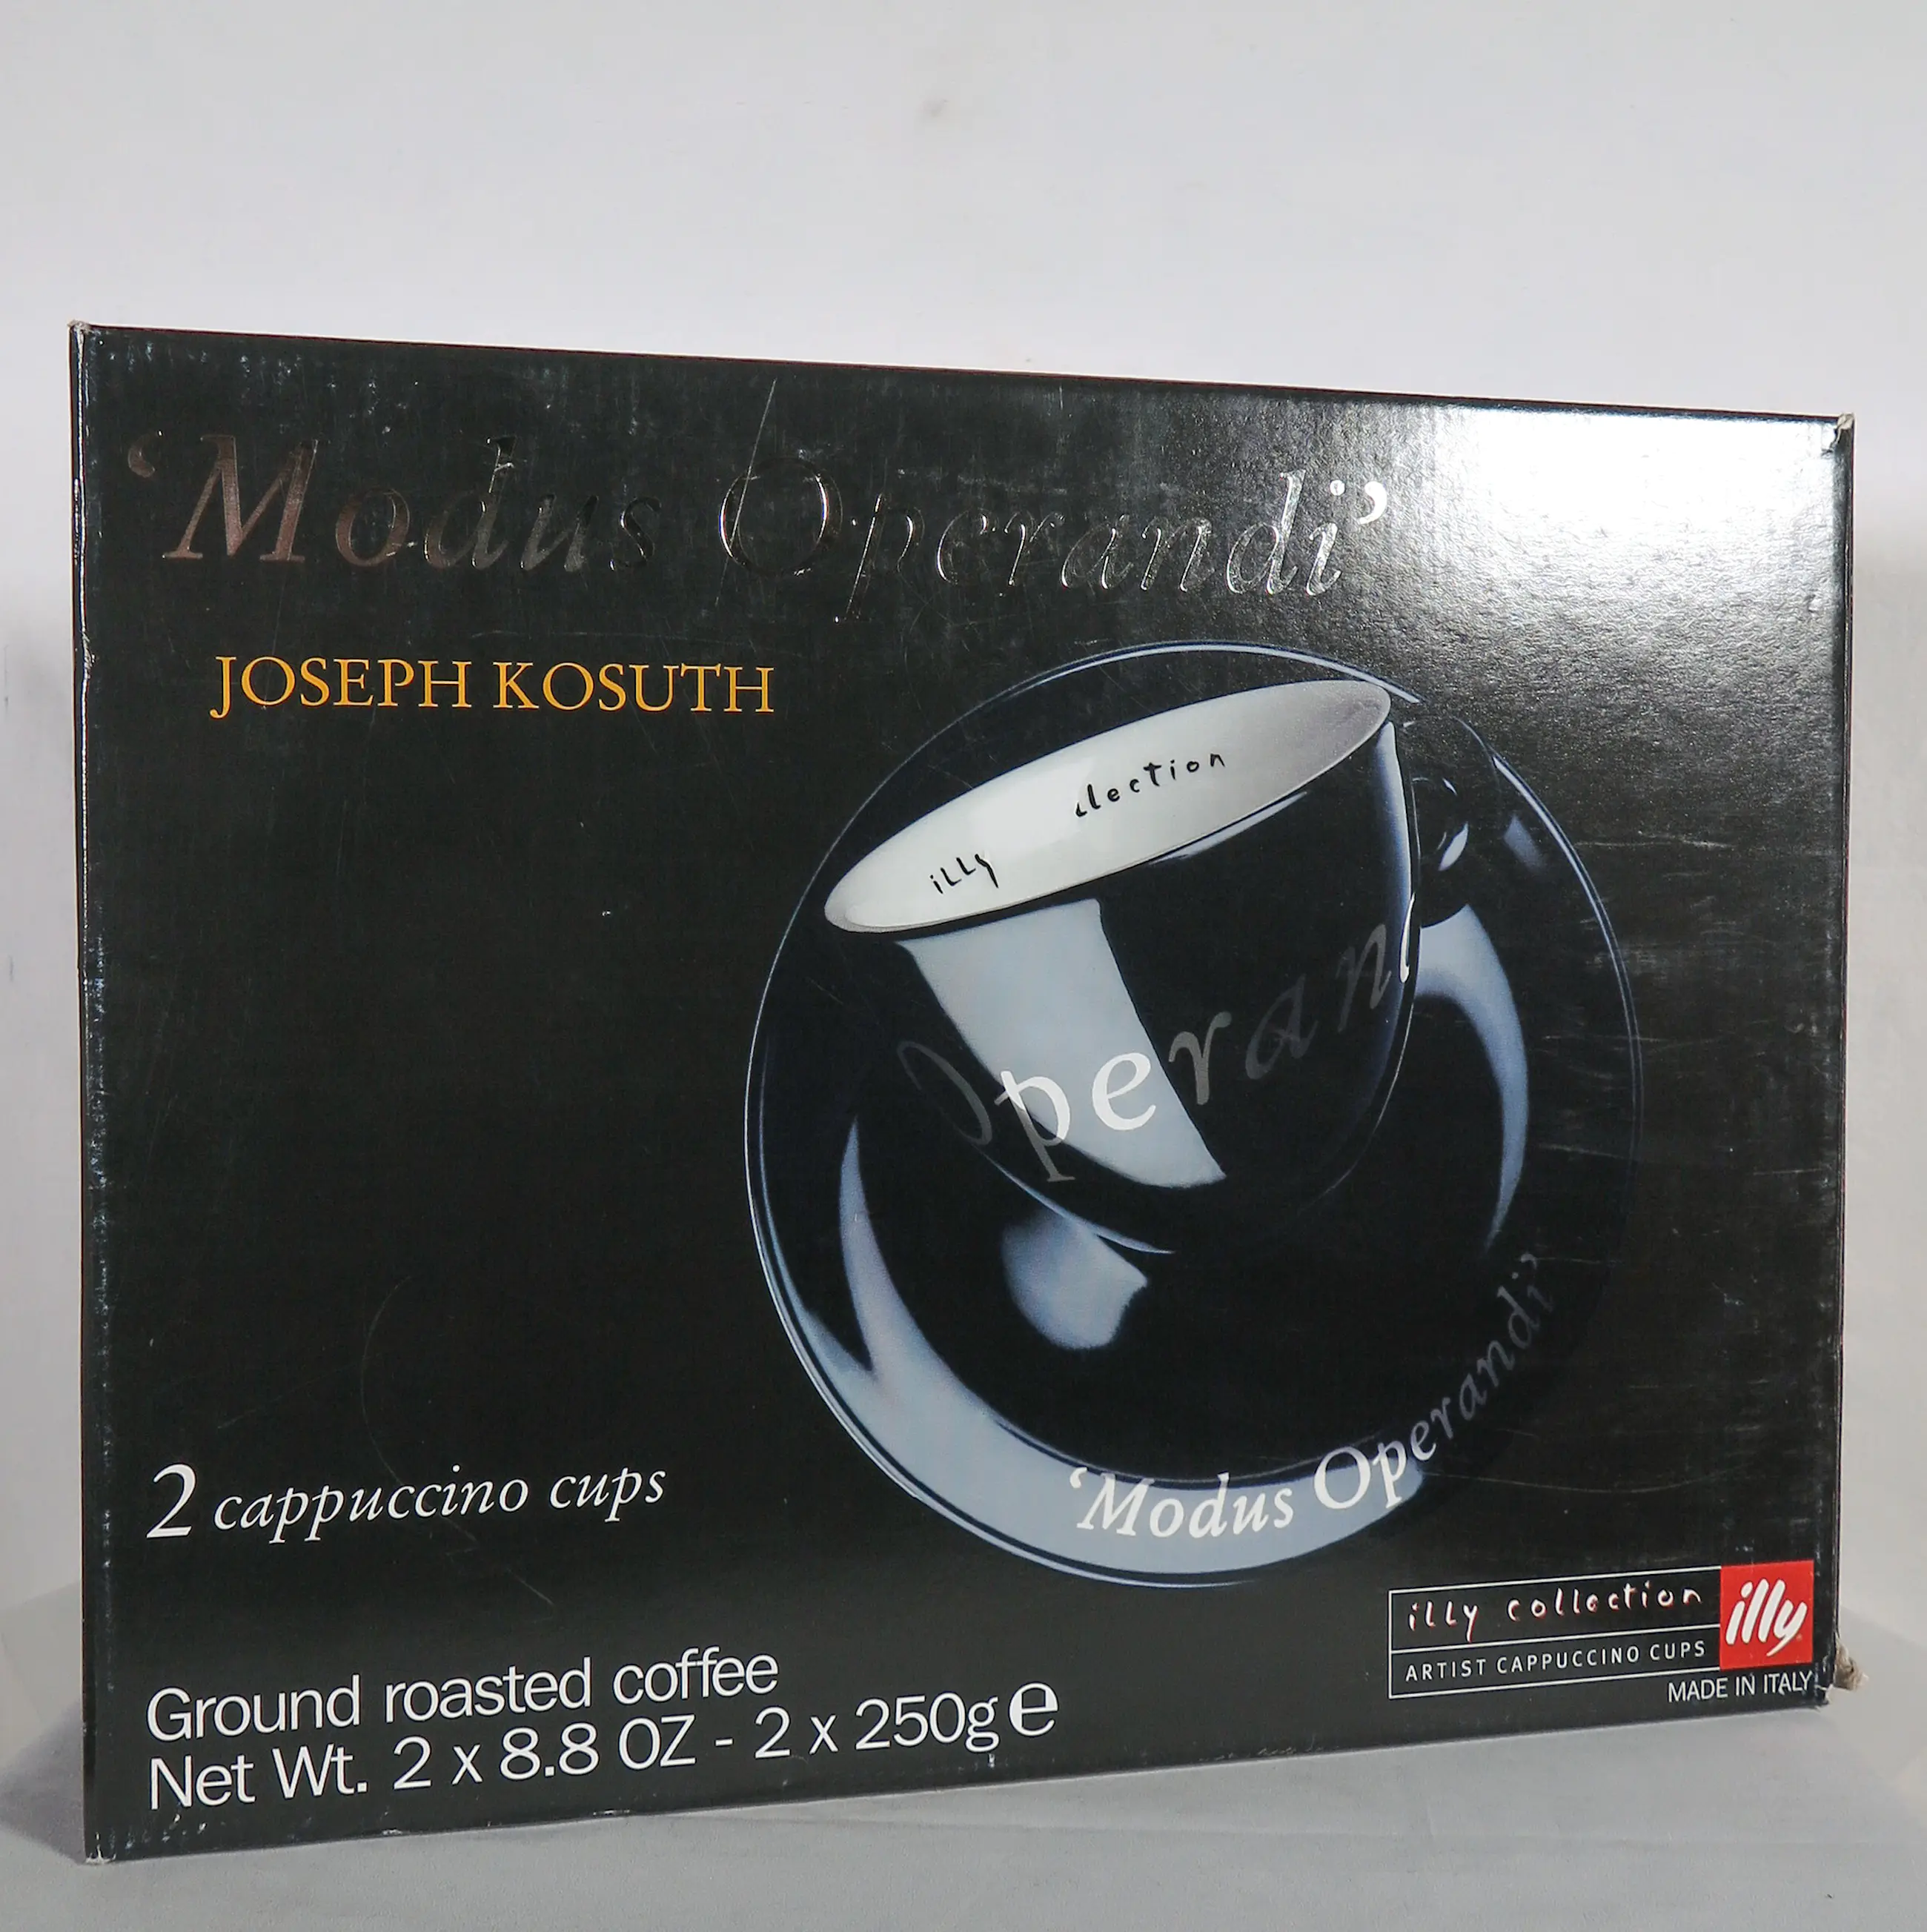 ‘Modus Operandi’
JOSEPH KOSUTH
illy
llection
Operan
‘Modus Operandi’
2 cappuccino cups
Ground roasted coffee
Net Wt. 2 x 8.8 OZ - 2 x 250g ℮
illy collection
ARTIST CAPPUCCINO CUPS
illy
MADE IN ITALY